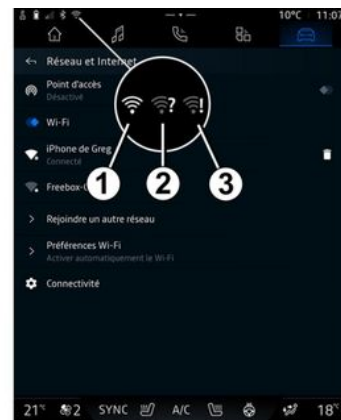 10°C 11:07
Réseau et Internet
Point d'accès
Désactivé
Wi-Fi
?
!
iPhone de Greg
Connecté
1
2
3
Rejoindre un autre réseau
Préférences Wi-Fi
Activer automatiquement le Wi-Fi
Connectivité
21° 2 SYNC A/C 18°